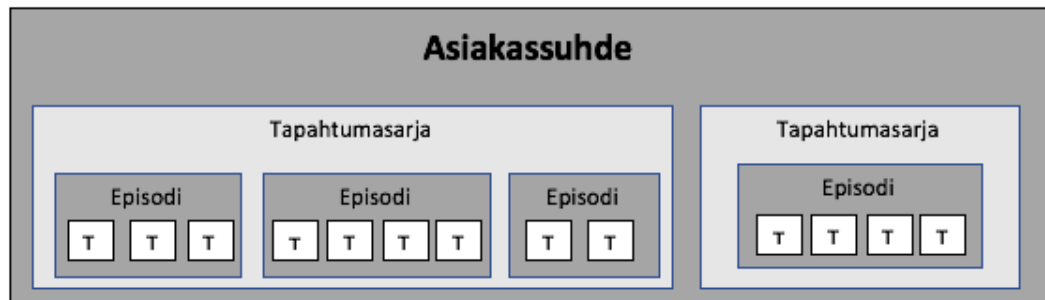 Asiakassuhde
Tapahtumasarja
Tapahtumasarja
Episodi
Episodi
Episodi
Episodi
T T T
T T T T
T T
T T T T